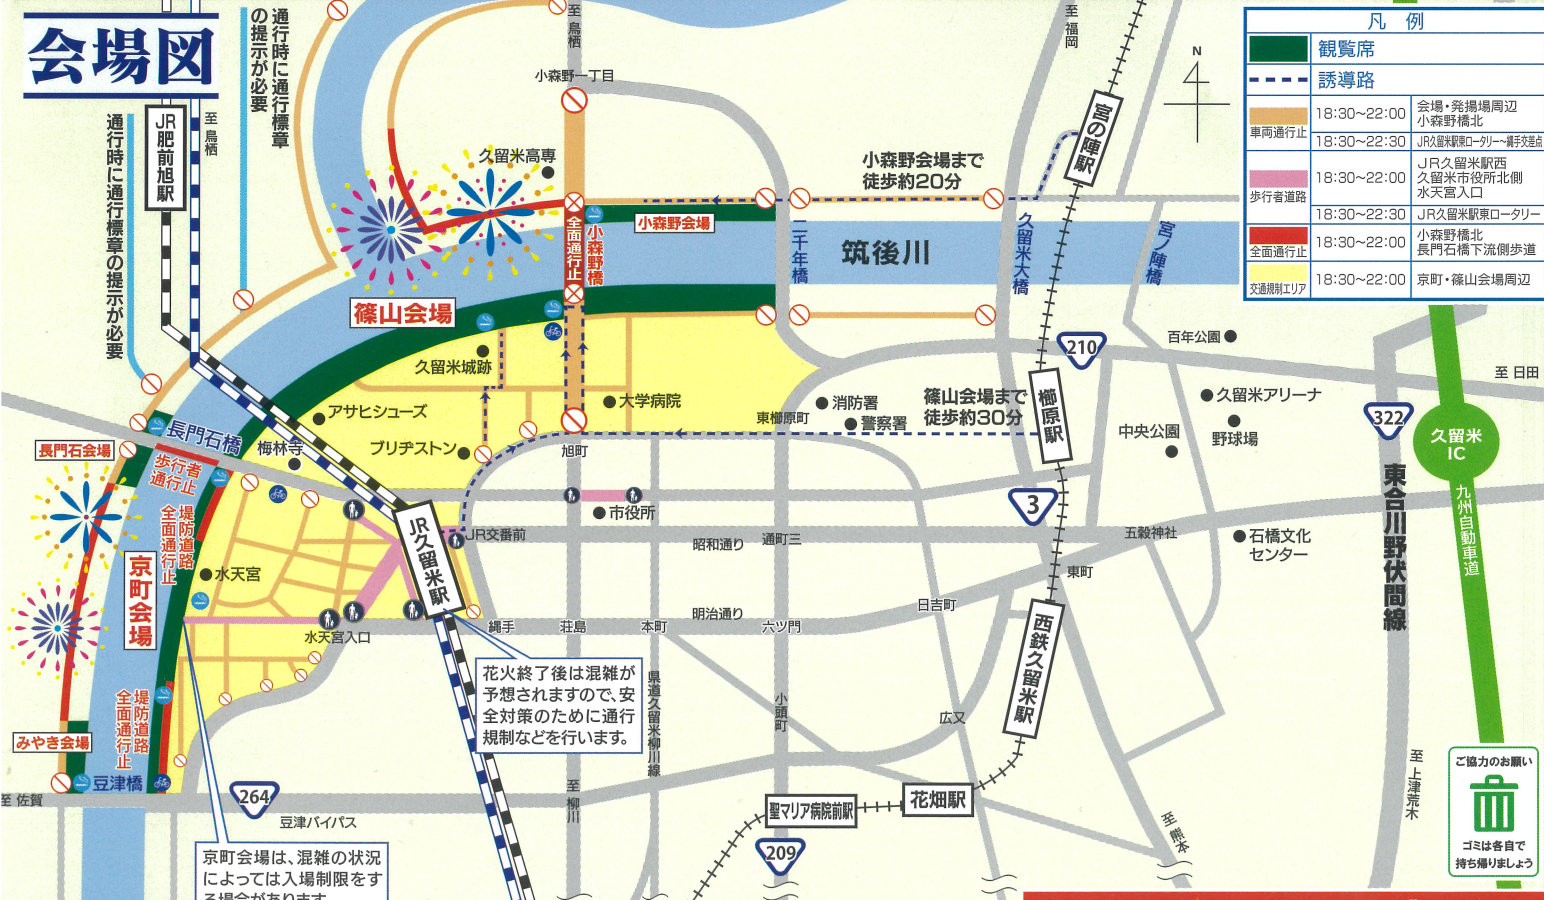 会場図
通行時に通行標章
の提示が必要
通行時に通行標章の提示が必要
JR肥前旭駅
至 鳥栖
至 鳥栖
小森野一丁目
久留米高専
至 福岡
宮の陣駅
N
小森野会場まで
徒歩約20分
小森野会場
全面通行止
小森野橋
二千年橋
筑後川
久留米大橋
宮ノ陣橋
篠山会場
久留米城跡
アサヒシューズ
大学病院
ブリヂストン
梅林寺
長門石橋
長門石会場
歩行者
通行止
堤防道路
全面通行止
京町会場
水天宮
水天宮入口
堤防道路
全面通行止
みやき会場
豆津橋
至 佐賀
264
豆津バイパス
京町会場は、混雑の状況
によっては入場制限をす
る場合があります。
JR久留米駅
JR交番前
旭町
市役所
東櫛原町
消防署
警察署
篠山会場まで
徒歩約30分
櫛原駅
210
百年公園
久留米アリーナ
野球場
中央公園
至 日田
322
久留米
IC
九州自動車道
東合川野伏間線
3
昭和通り
通町三
五穀神社
石橋文化
センター
東町
日吉町
明治通り
縄手
荘島
本町
六ツ門
西鉄久留米駅
花火終了後は混雑が
予想されますので、安
全対策のために通行
規制などを行います。
県道久留米柳川線
小頭町
広又
至 柳川
聖マリア病院前駅
花畑駅
209
至 熊本
至 上津荒木
ご協力のお願い
ゴミは各自で
持ち帰りましょう
凡 例
観覧席
誘導路
車両通行止
18:30〜22:00
会場・発揚場周辺
小森野橋北
18:30〜22:30
JR久留米駅東ロータリー〜縄手交差点
歩行者道路
18:30〜22:00
JR久留米駅西
久留米市役所北側
水天宮入口
18:30〜22:30
JR久留米駅東ロータリー
全面通行止
18:30〜22:00
小森野橋北
長門石橋下流側歩道
交通規制エリア
18:30〜22:00
京町・篠山会場周辺